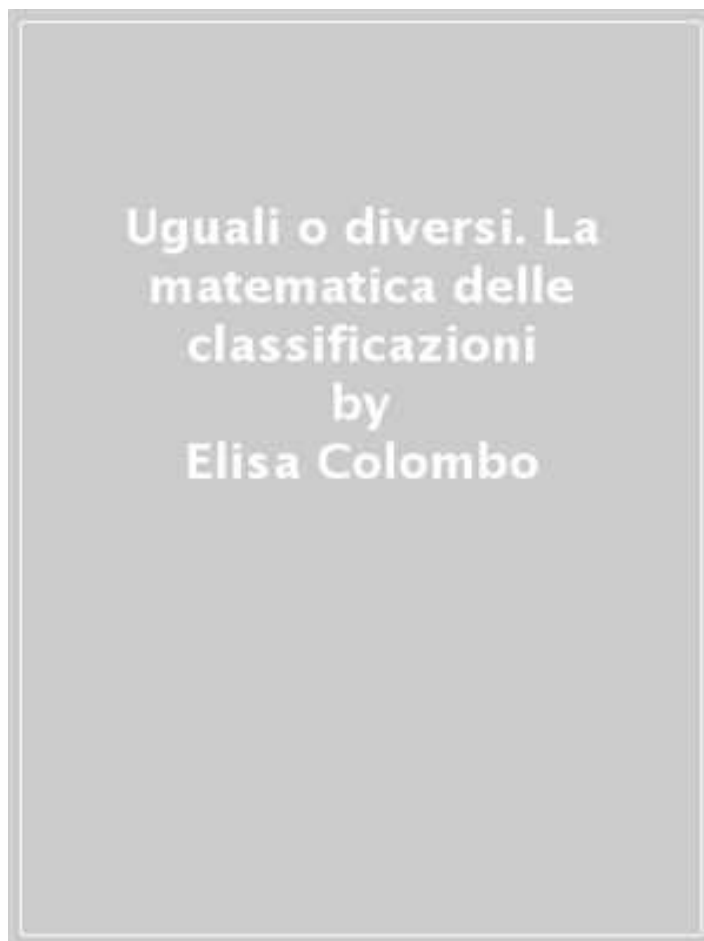 Uguali o diversi. La
matematica delle
classificazioni
by
Elisa Colombo